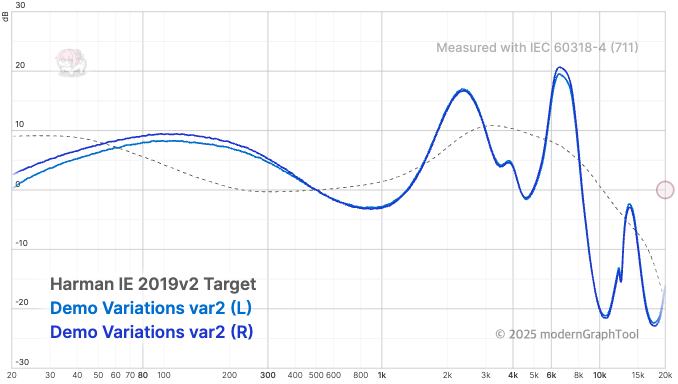 dB
30
20
10
0
-10
-20
-30
Measured with IEC 60318-4 (711)
Harman IE 2019v2 Target
Demo Variations var2 (L)
Demo Variations var2 (R)
© 2025 modernGraphTool
20 30 40 50 60 70 80 100 200 300 400 500 600 800 1k 2k 3k 4k 5k 6k 8k 10k 15k 20k